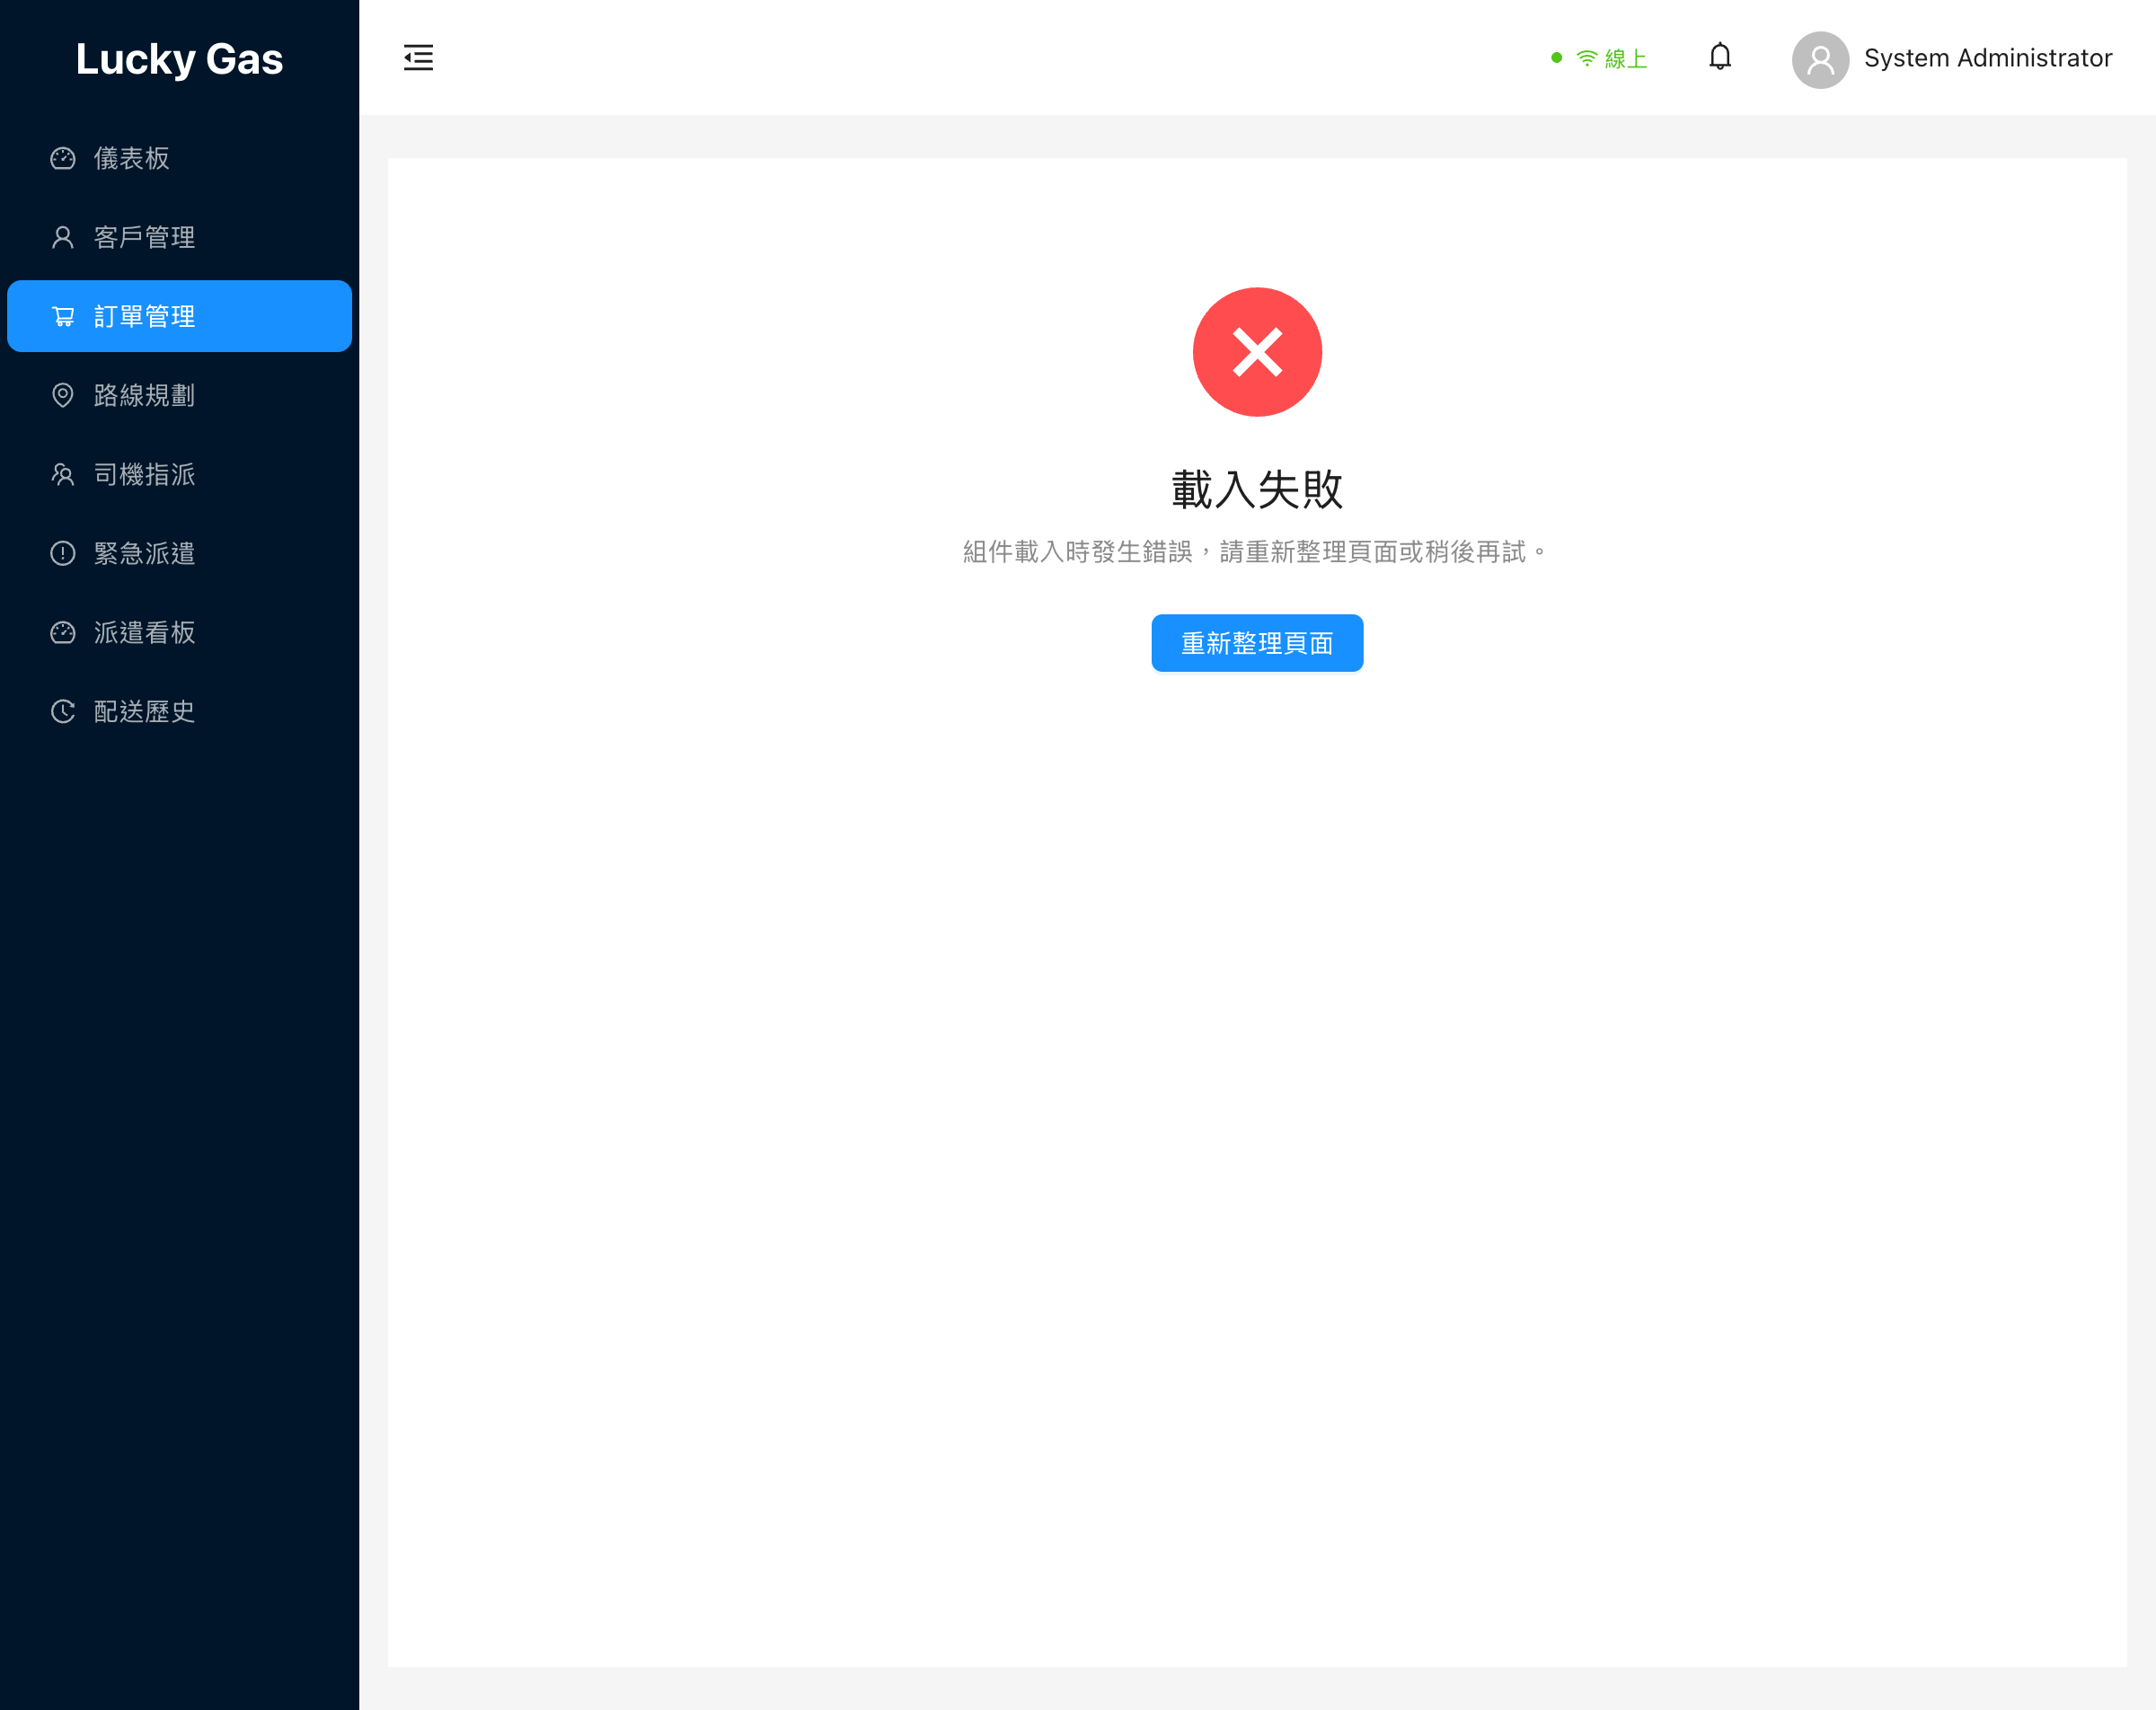 Lucky Gas
儀表板
客戶管理
訂單管理
路線規劃
司機指派
緊急派遣
派遣看板
配送歷史
線上
System Administrator
載入失敗
組件載入時發生錯誤，請重新整理頁面或稍後再試。
重新整理頁面